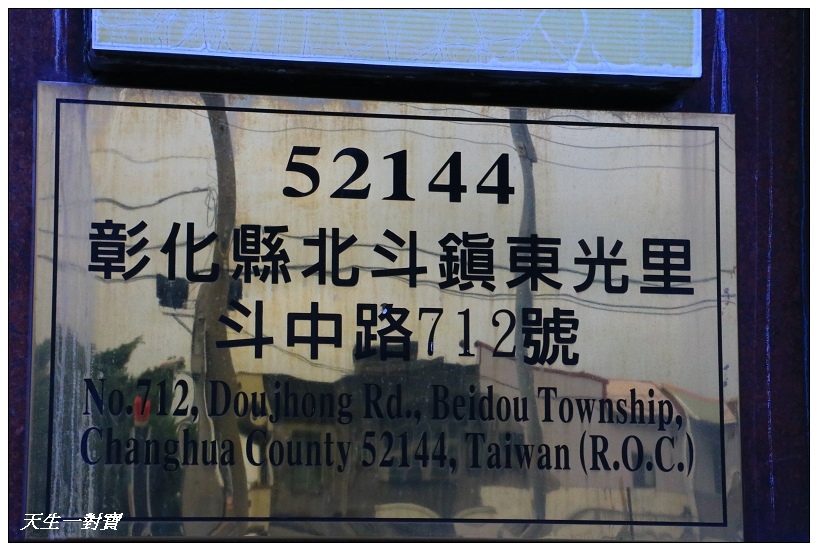 52144
彰化縣北斗鎮東光里
斗中路712號
No.712, Doujhong Rd., Beidou Township,
Changhua County 52144, Taiwan (R.O.C.)
天生一對寶